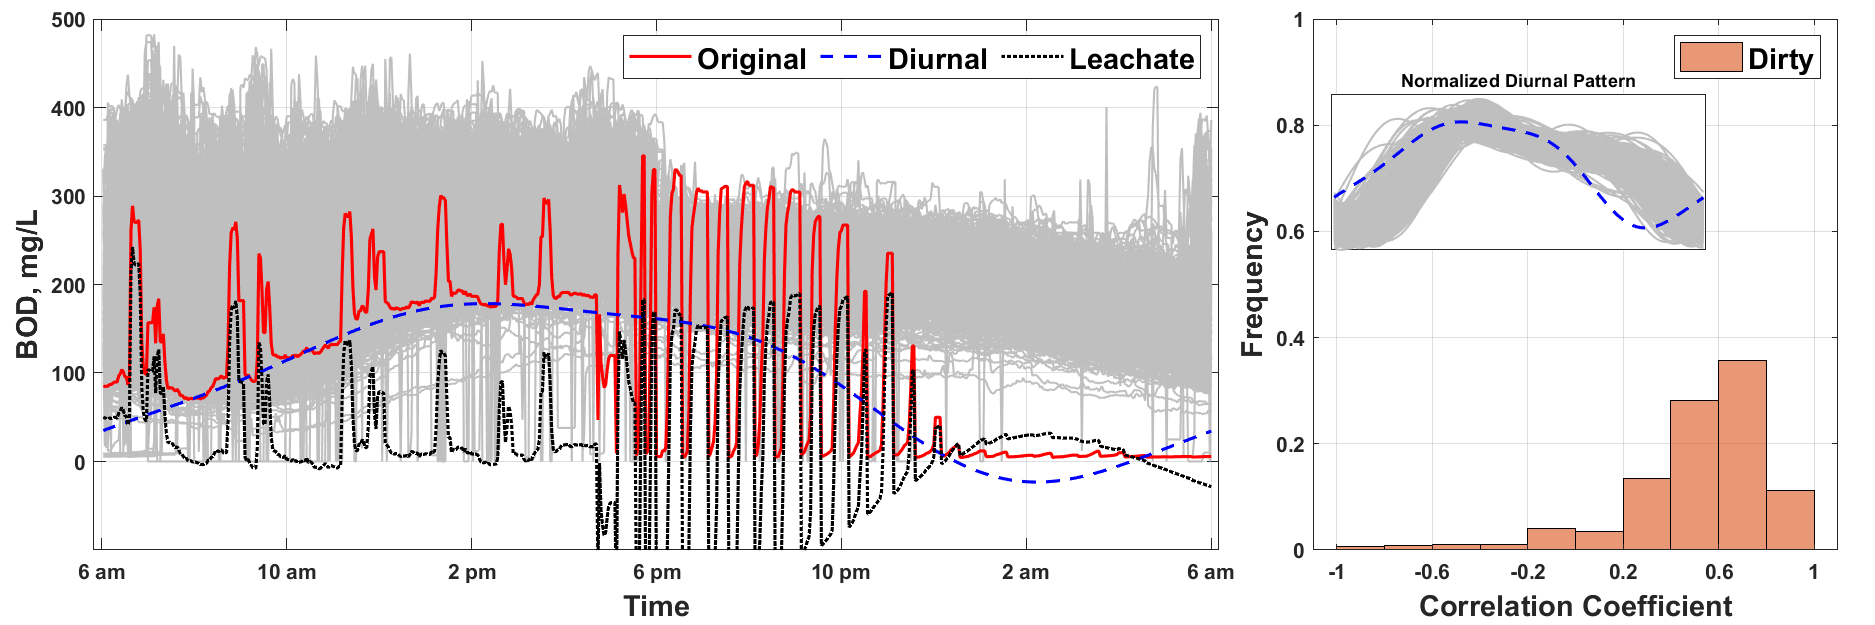 500
400
300
200
100
0
BOD, mg/L
Original
Diurnal
Leachate
6 am
10 am
2 pm
6 pm
10 pm
2 am
6 am
Time
1
0.8
0.6
0.4
0.2
0
Frequency
Dirty
Normalized Diurnal Pattern
-1
-0.6
-0.2
0.2
0.6
1
Correlation Coefficient